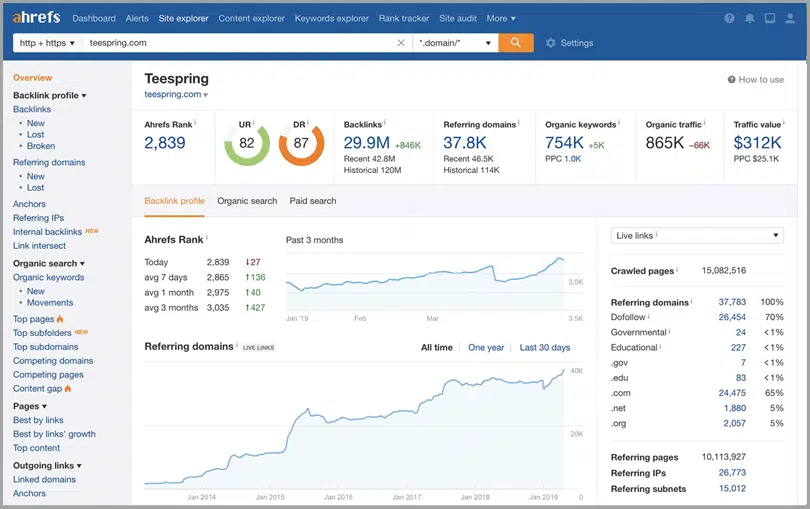 ahrefs Dashboard Alerts Site explorer Content explorer Keywords explorer Rank tracker Site audit More ▾
http + https ▾ teespring.com × *.domain/* ▾ Settings
Overview
Backlink profile ▾
Backlinks
• New
• Lost
• Broken
Referring domains
• New
• Lost
Anchors
Referring IPs
Internal backlinks NEW
Link intersect
Organic search ▾
Organic keywords
• New
• Movements
Top pages
Top subfolders NEW
Top subdomains
Competing domains
Competing pages
Content gap
Pages ▾
Best by links
Best by links' growth
Top content
Outgoing links ▾
Linked domains
Anchors
Teespring
How to use
teespring.com ▾
Ahrefs Rank i UR i DR i Backlinks i Referring domains i Organic keywords i Organic traffic i Traffic value i
2,839 82 87 29.9M +846K 37.8K 754K +5K 865K −66K $312K
Recent 42.8M Recent 46.5K PPC 1.0K PPC $25.1K
Historical 120M Historical 114K
Backlink profile Organic search Paid search
Ahrefs Rank i Past 3 months
Today 2,839 ↓27
avg 7 days 2,865 ↑136
avg 1 month 2,975 ↑40
avg 3 months 3,035 ↑427
3.0K
3.5K
Jan '19 Feb Mar
Referring domains i LIVE LINKS All time One year Last 30 days
40K
20K
0
Jan 2014 Jan 2015 Jan 2016 Jan 2017 Jan 2018 Jan 2019
Live links i ▾
Crawled pages i 15,082,516
Referring domains i 37,783 100%
Dofollow i 26,454 70%
Governmental i 24 <1%
Educational i 227 <1%
.gov 7 <1%
.edu 83 <1%
.com 24,475 65%
.net 1,880 5%
.org 2,057 5%
Referring pages 10,113,927
Referring IPs 26,773
Referring subnets 15,012